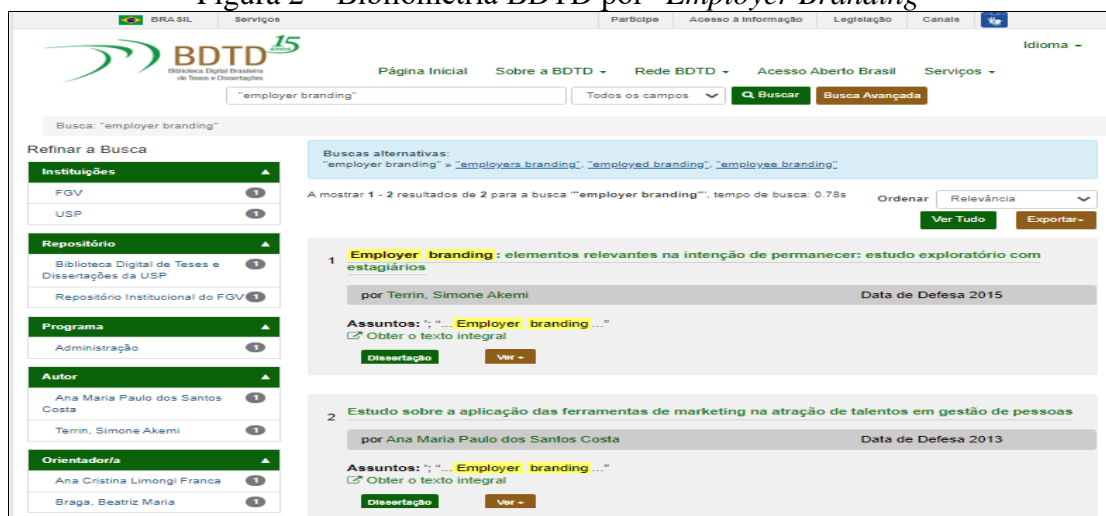 Figura 2 – Bibliometria BDTD por "Employer Branding"
BRASIL Serviços Participe Acesso à Informação Legislação Canais
BDTD 15 anos
Biblioteca Digital Brasileira
de Teses e Dissertações
Idioma
Página Inicial Sobre a BDTD Rede BDTD Acesso Aberto Brasil Serviços
"employer branding" Todos os campos Buscar Busca Avançada
Busca: "employer branding"
Refinar a Busca
Instituições
FGV 1
USP 1
Repositório
Biblioteca Digital de Teses e 1
Dissertações da USP
Repositório Institucional do FGV 1
Programa
Administração 1
Autor
Ana Maria Paulo dos Santos 1
Costa
Terrin, Simone Akemi 1
Orientador/a
Ana Cristina Limongi Franca 1
Braga, Beatriz Maria 1
Buscas alternativas:
"employer branding" » "employers branding", "employed branding", "employee branding"
A mostrar 1 - 2 resultados de 2 para a busca '"employer branding"', tempo de busca: 0.78s
Ordenar Relevância
Ver Tudo Exportar
1 Employer branding : elementos relevantes na intenção de permanecer: estudo exploratório com
estagiários
por Terrin, Simone Akemi Data de Defesa 2015
Assuntos: '; "... Employer branding ..."
Obter o texto integral
Dissertação Ver +
2 Estudo sobre a aplicação das ferramentas de marketing na atração de talentos em gestão de pessoas
por Ana Maria Paulo dos Santos Costa Data de Defesa 2013
Assuntos: '; "... Employer branding ..."
Obter o texto integral
Dissertação Ver +